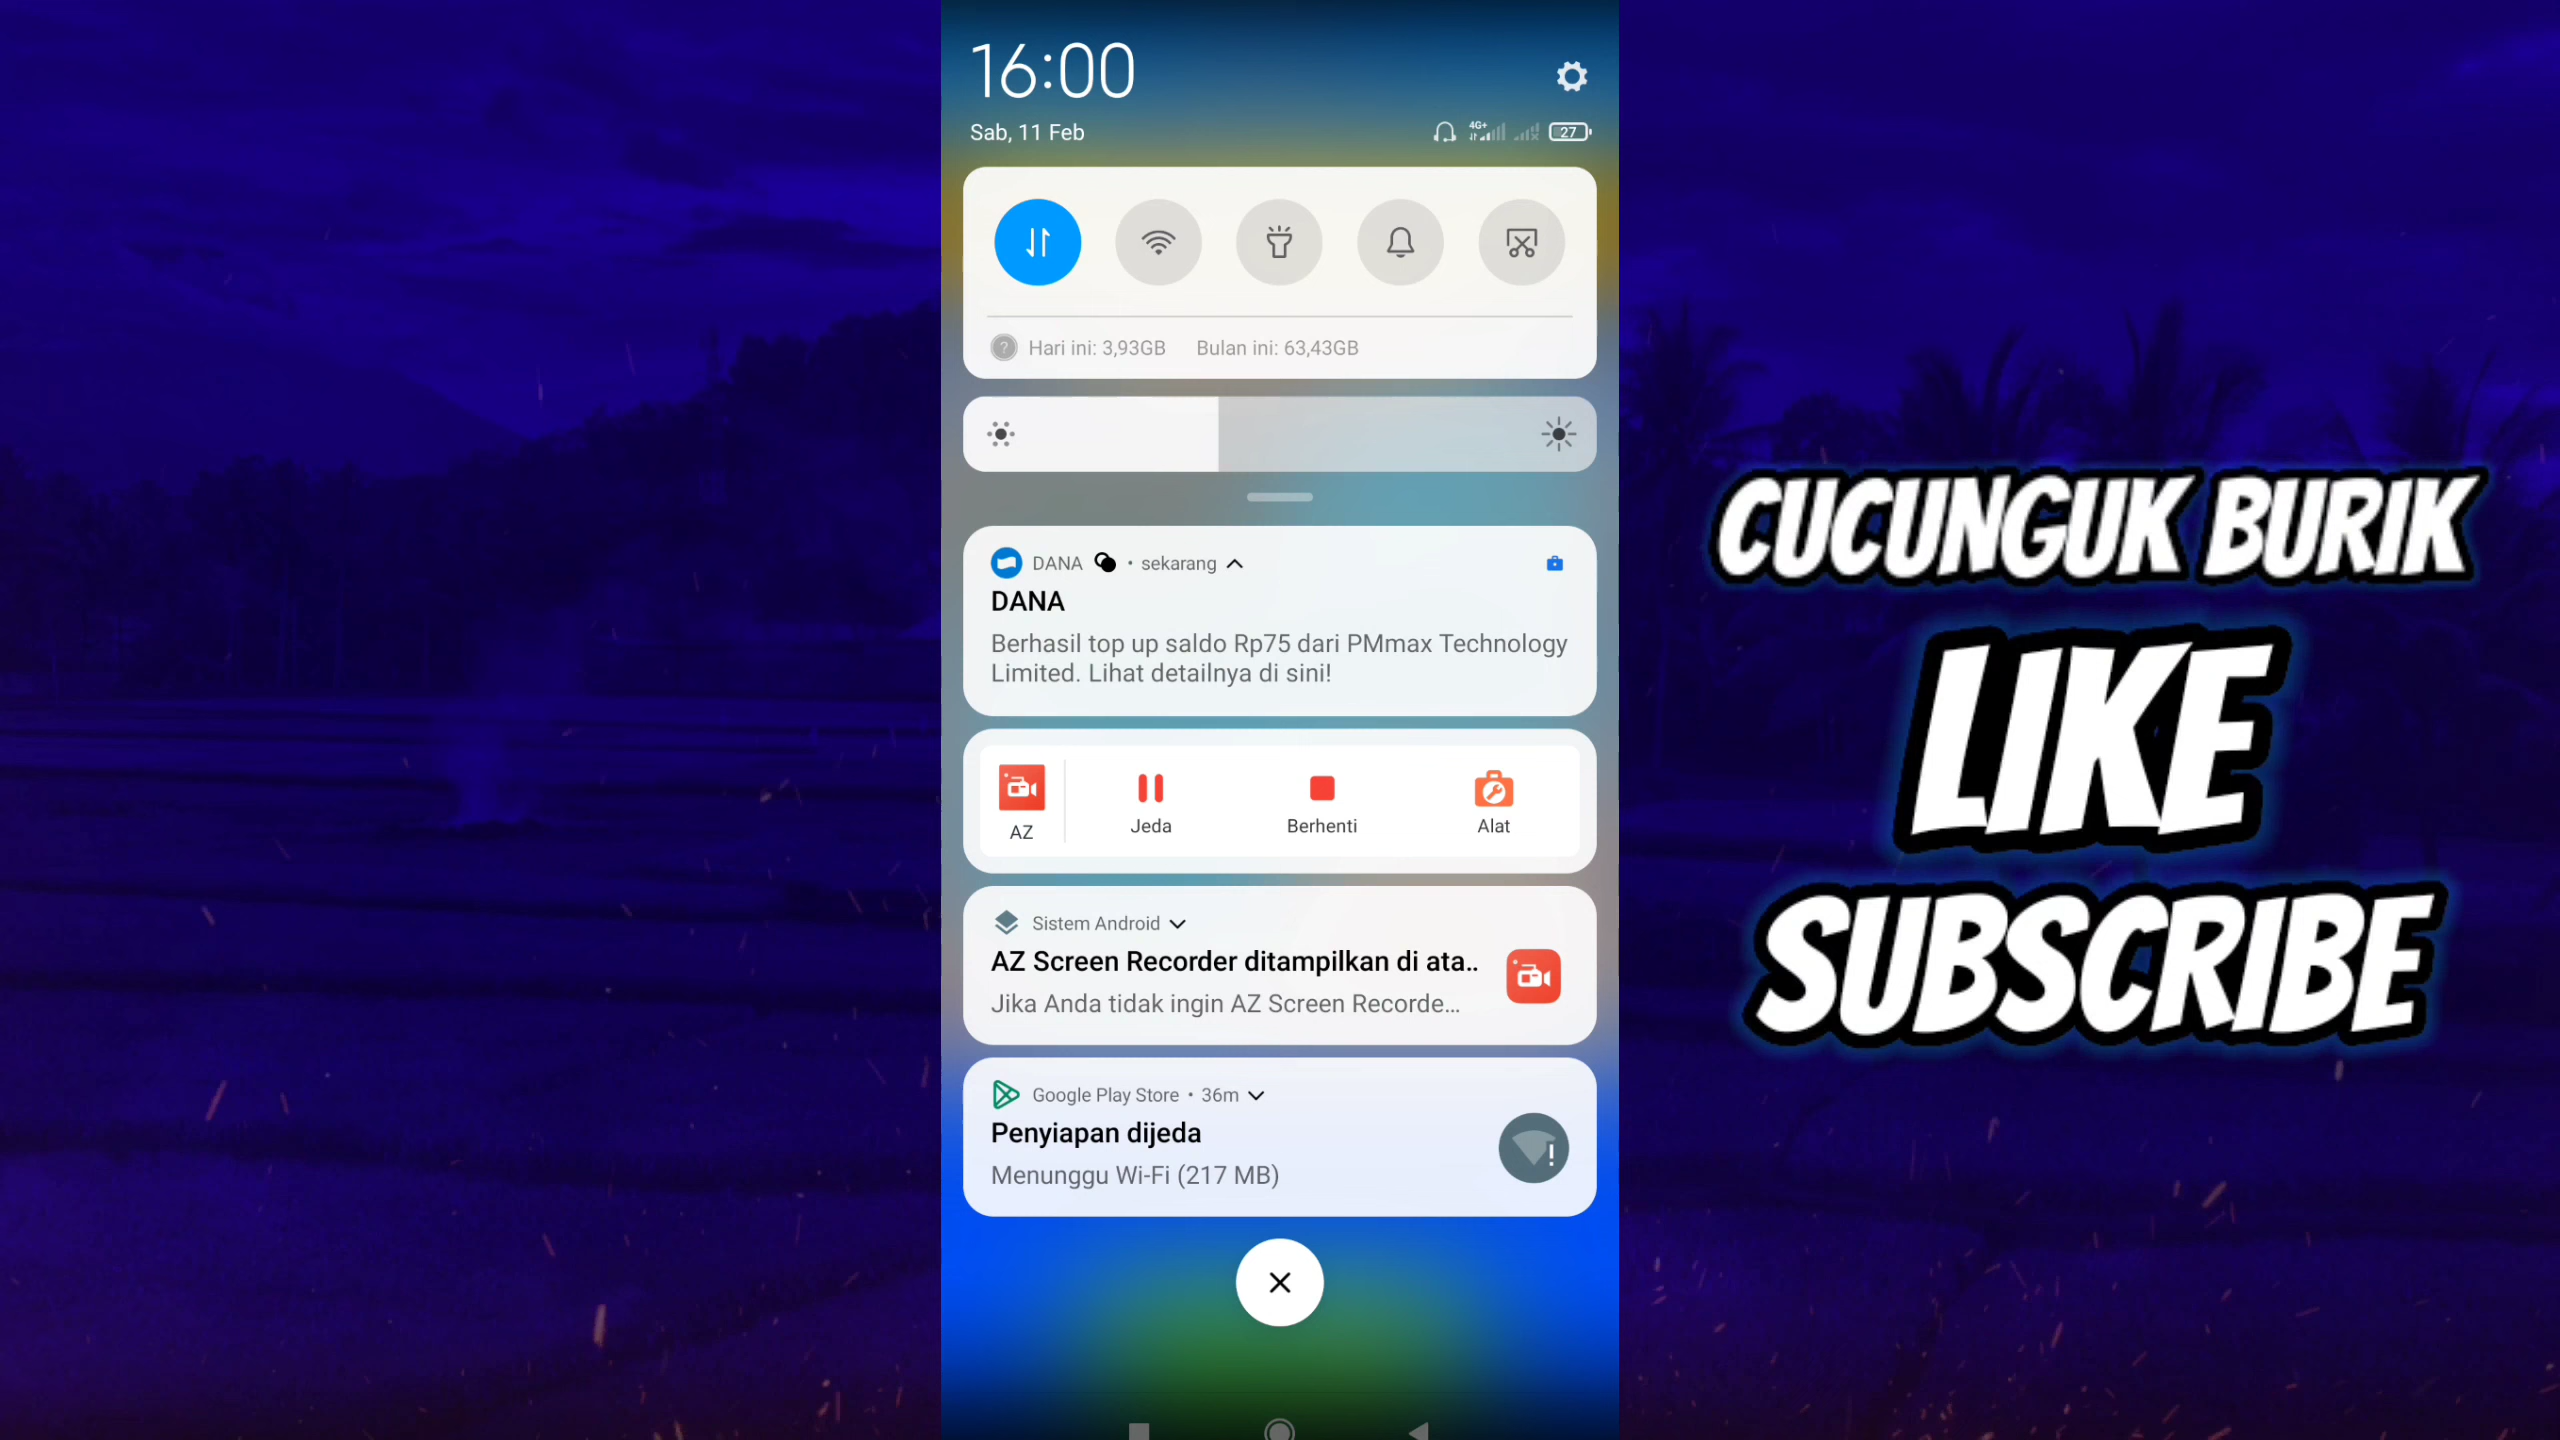 16:00
Sab, 11 Feb
4G+
27
Hari ini: 3,93GB Bulan ini: 63,43GB
DANA • sekarang
DANA
Berhasil top up saldo Rp75 dari PMmax Technology
Limited. Lihat detailnya di sini!
AZ
Jeda
Berhenti
Alat
Sistem Android
AZ Screen Recorder ditampilkan di ata..
Jika Anda tidak ingin AZ Screen Recorde...
Google Play Store • 36m
Penyiapan dijeda
Menunggu Wi-Fi (217 MB)
CUCUNGUK BURIK
LIKE
SUBSCRIBE